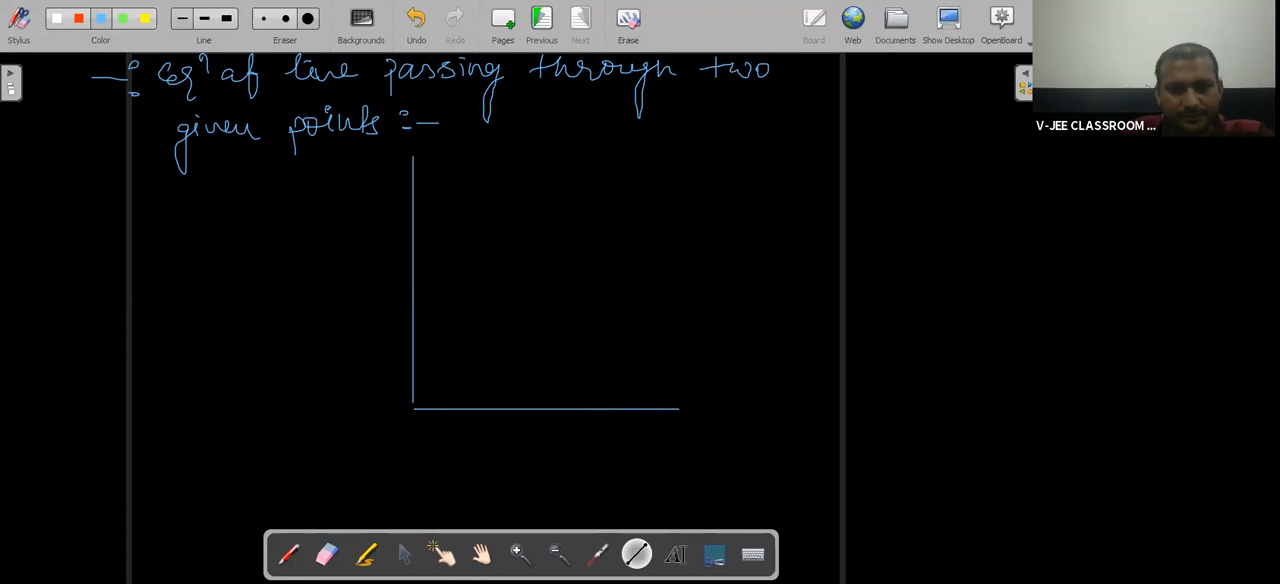 Stylus Color Line Eraser Backgrounds Undo Redo Pages Previous Next Erase Board Web Documents Show Desktop OpenBoard
—: eqⁿ of line passing through two
given points :—
V-JEE CLASSROOM ...
AI